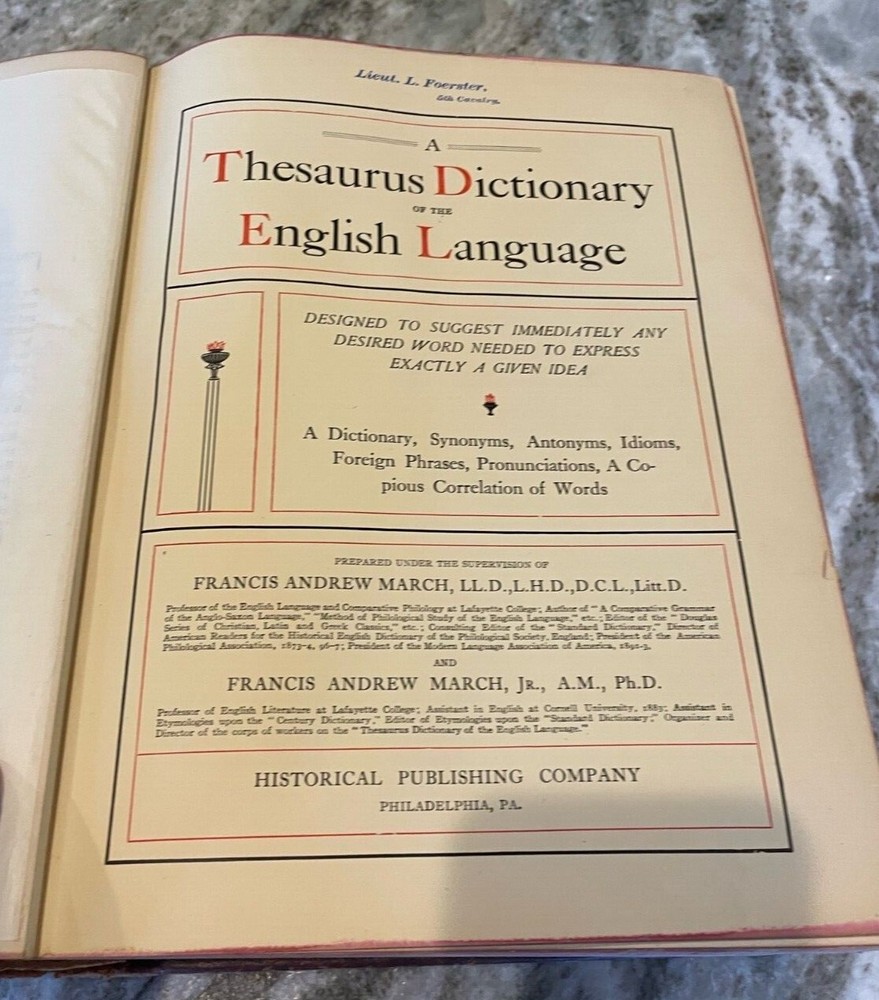 Lieut. L. Foerster.
5th Cavalry.
A
Thesaurus Dictionary
OF THE
English Language
DESIGNED TO SUGGEST IMMEDIATELY ANY
DESIRED WORD NEEDED TO EXPRESS
EXACTLY A GIVEN IDEA
A Dictionary, Synonyms, Antonyms, Idioms,
Foreign Phrases, Pronunciations, A Co-
pious Correlation of Words
PREPARED UNDER THE SUPERVISION OF
FRANCIS ANDREW MARCH, LL.D.,L.H.D.,D.C.L.,Litt.D.
Professor of the English Language and Comparative Philology at Lafayette College; Author of "A Comparative Grammar
of the Anglo-Saxon Language," "Method of Philological Study of the English Language," etc.; Editor of the "Douglas
Series of Christian, Latin and Greek Classics," etc.; Consulting Editor of the "Standard Dictionary," Director of
American Readers for the Historical English Dictionary of the Philological Society, England; President of the American
Philological Association, 1873-4, 96-7; President of the Modern Language Association of America, 1891-3.
AND
FRANCIS ANDREW MARCH, JR., A.M., Ph.D.
Professor of English Literature at Lafayette College; Assistant in English at Cornell University, 1883; Assistant in
Etymologies upon the "Century Dictionary," Editor of Etymologies upon the "Standard Dictionary;" Organizer and
Director of the corps of workers on the "Thesaurus Dictionary of the English Language."
HISTORICAL PUBLISHING COMPANY
PHILADELPHIA, PA.